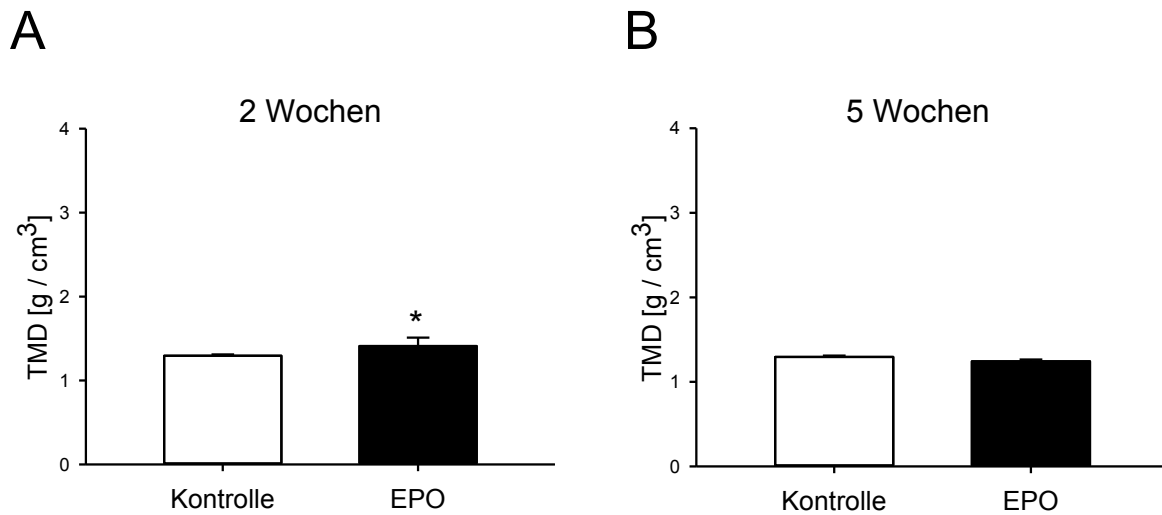 A
2 Wochen
4
3
2
1
0
TMD [g / cm³]
*
Kontrolle
EPO
B
5 Wochen
4
3
2
1
0
TMD [g / cm³]
Kontrolle
EPO